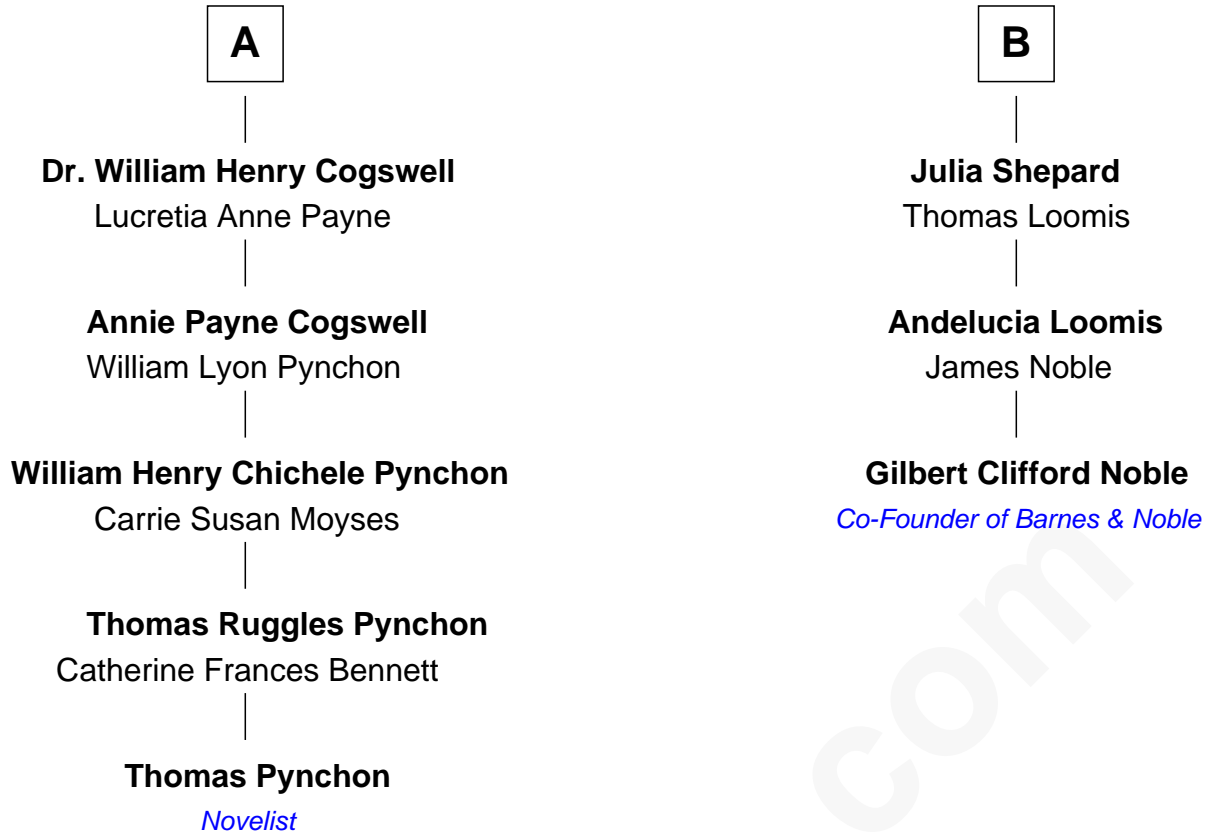 A
Dr. William Henry Cogswell
Lucretia Anne Payne
Annie Payne Cogswell
William Lyon Pynchon
William Henry Chichele Pynchon
Carrie Susan Moyses
Thomas Ruggles Pynchon
Catherine Frances Bennett
Thomas Pynchon
Novelist
B
Julia Shepard
Thomas Loomis
Andelucia Loomis
James Noble
Gilbert Clifford Noble
Co-Founder of Barnes & Noble
com